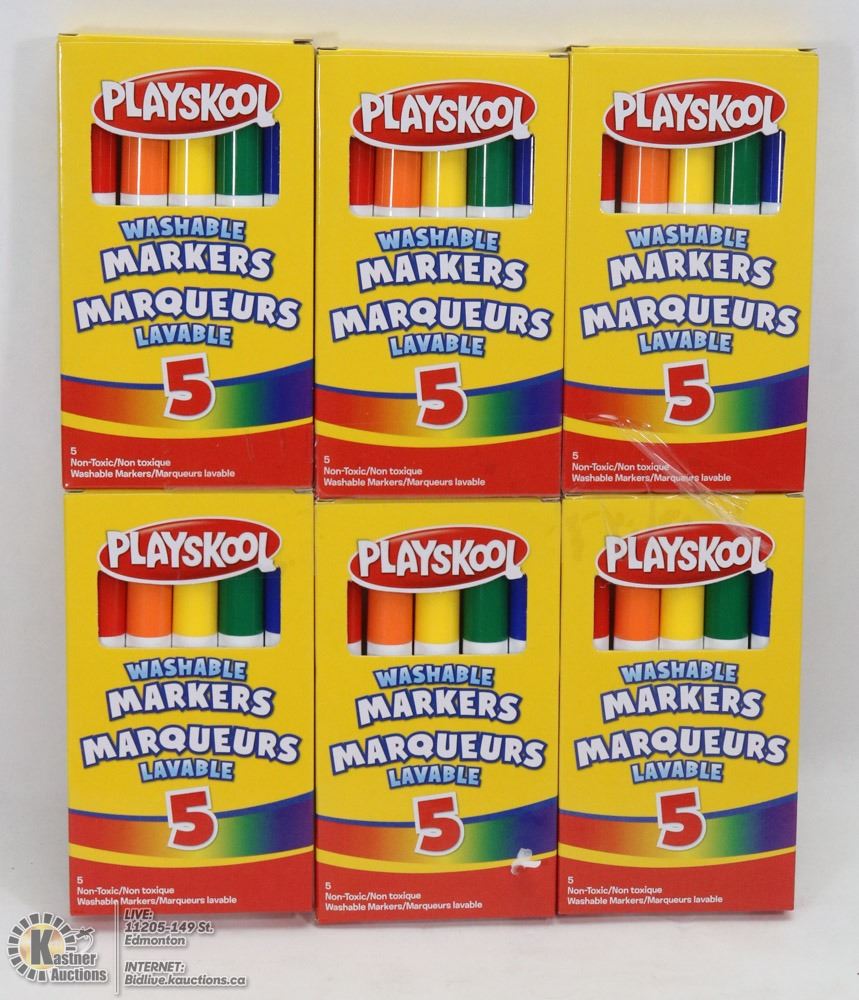 PLAYSKOOL
WASHABLE
MARKERS
MARQUEURS
LAVABLE
5
5
Non-Toxic/Non toxique
Washable Markers/Marqueurs lavable
PLAYSKOOL
WASHABLE
MARKERS
MARQUEURS
LAVABLE
5
5
Non-Toxic/Non toxique
Washable Markers/Marqueurs lavable
PLAYSKOOL
WASHABLE
MARKERS
MARQUEURS
LAVABLE
5
5
Non-Toxic/Non toxique
Washable Markers/Marqueurs lavable
PLAYSKOOL
WASHABLE
MARKERS
MARQUEURS
LAVABLE
5
5
Non-Toxic/Non toxique
Washable Markers/Marqueurs lavable
PLAYSKOOL
WASHABLE
MARKERS
MARQUEURS
LAVABLE
5
5
Non-Toxic/Non toxique
Washable Markers/Marqueurs lavable
PLAYSKOOL
WASHABLE
MARKERS
MARQUEURS
LAVABLE
5
5
Non-Toxic/Non toxique
Washable Markers/Marqueurs lavable
Kastner
Auctions
LIVE:
11205-149 St.
Edmonton
INTERNET:
Bidlive.kauctions.ca